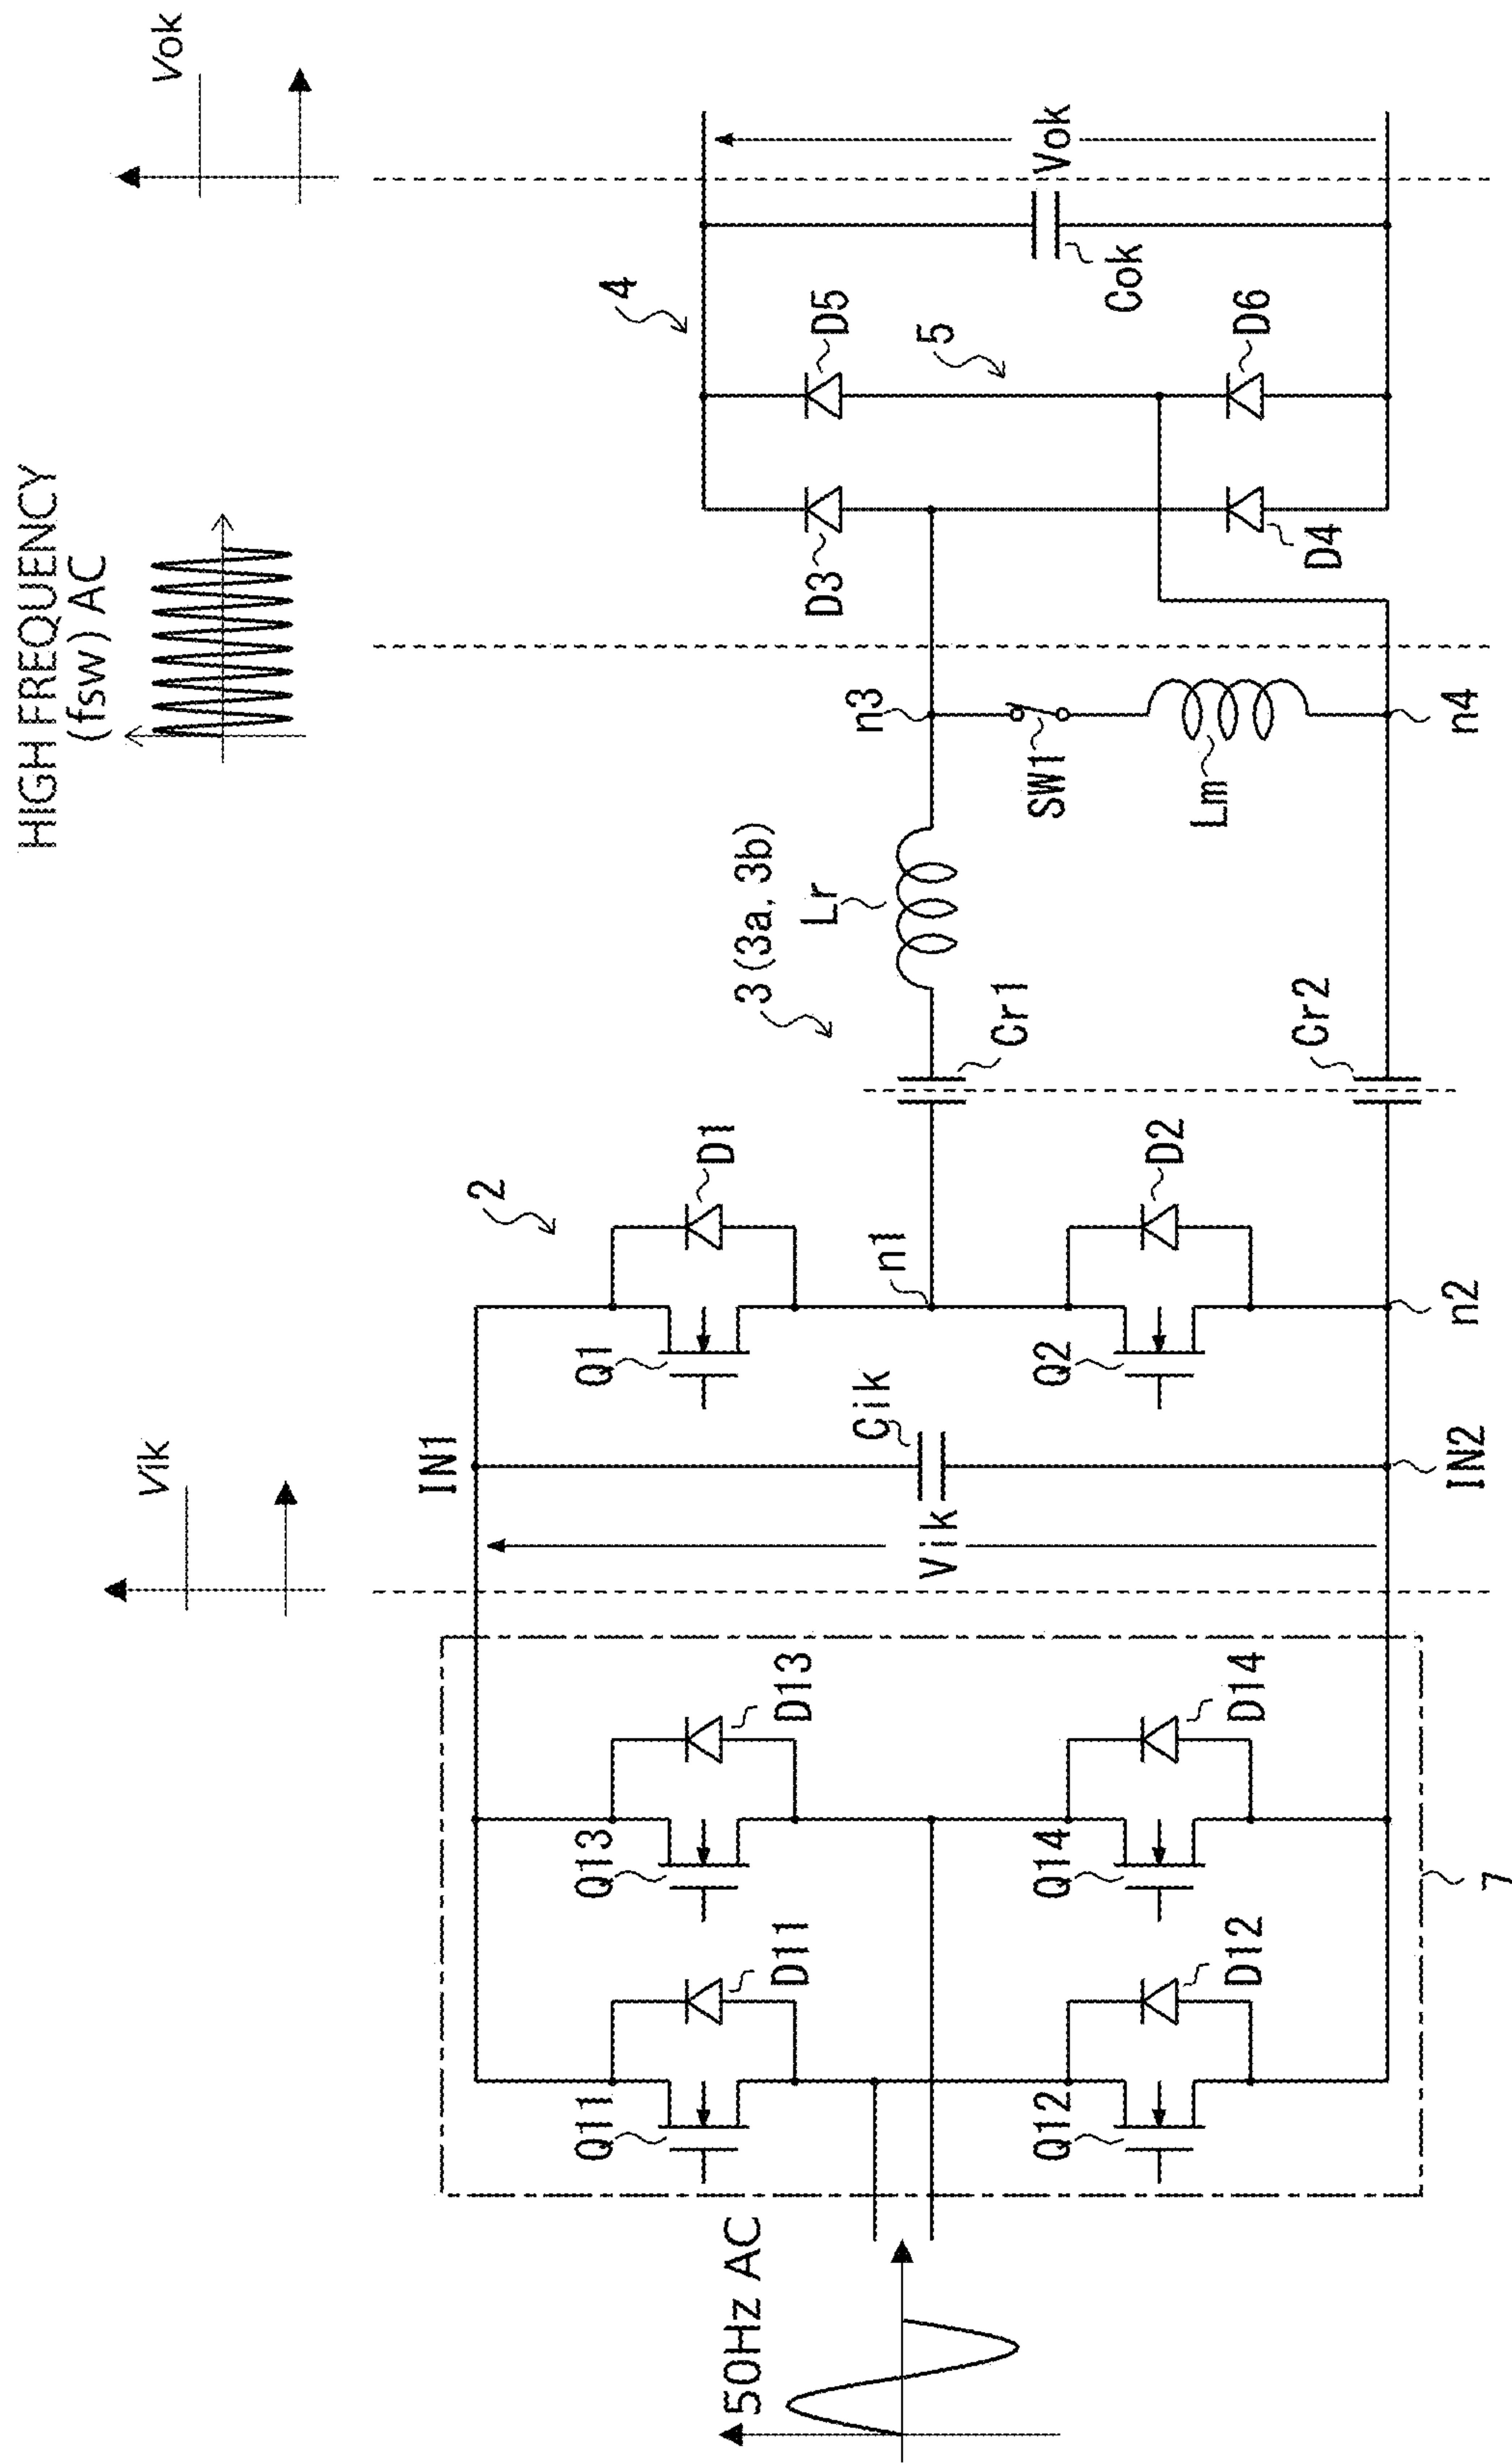 50Hz AC
Vik
HIGH FREQUENCY
(fsw) AC
Vok
Q11
D11
Q13
D13
Q12
D12
Q14
D14
7
IN1
Vik
Cik
IN2
2
Q1
D1
n1
Q2
D2
n2
3 (3a, 3b)
Cr1
Lr
Cr2
n3
SW1
Lm
n4
4
D3
D5
5
D4
D6
Cok
Vok